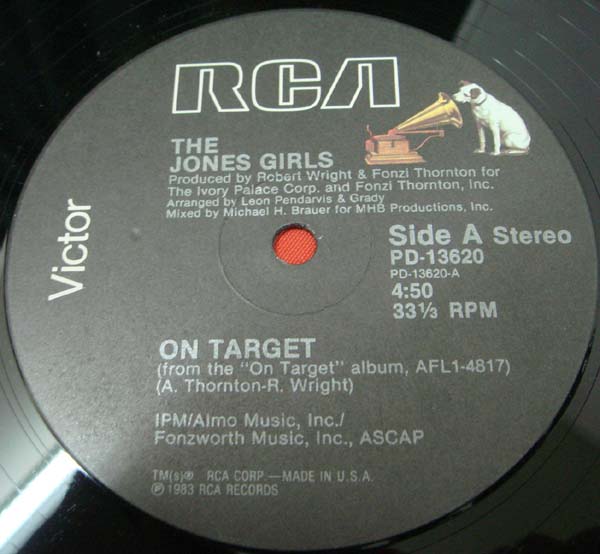 RCA
THE
JONES GIRLS
Produced by Robert Wright & Fonzi Thornton for
The Ivory Palace Corp. and Fonzi Thornton, Inc.
Arranged by Leon Pendarvis & Grady
Mixed by Michael H. Brauer for MHB Productions, Inc.
Victor
Side A Stereo
PD-13620
PD-13620-A
4:50
33⅓ RPM
ON TARGET
(from the "On Target" album, AFL1-4817)
(A. Thornton-R. Wright)
IPM/Almo Music, Inc./
Fonzworth Music, Inc., ASCAP
TM(s)® RCA CORP.—MADE IN U.S.A.
℗ 1983 RCA RECORDS